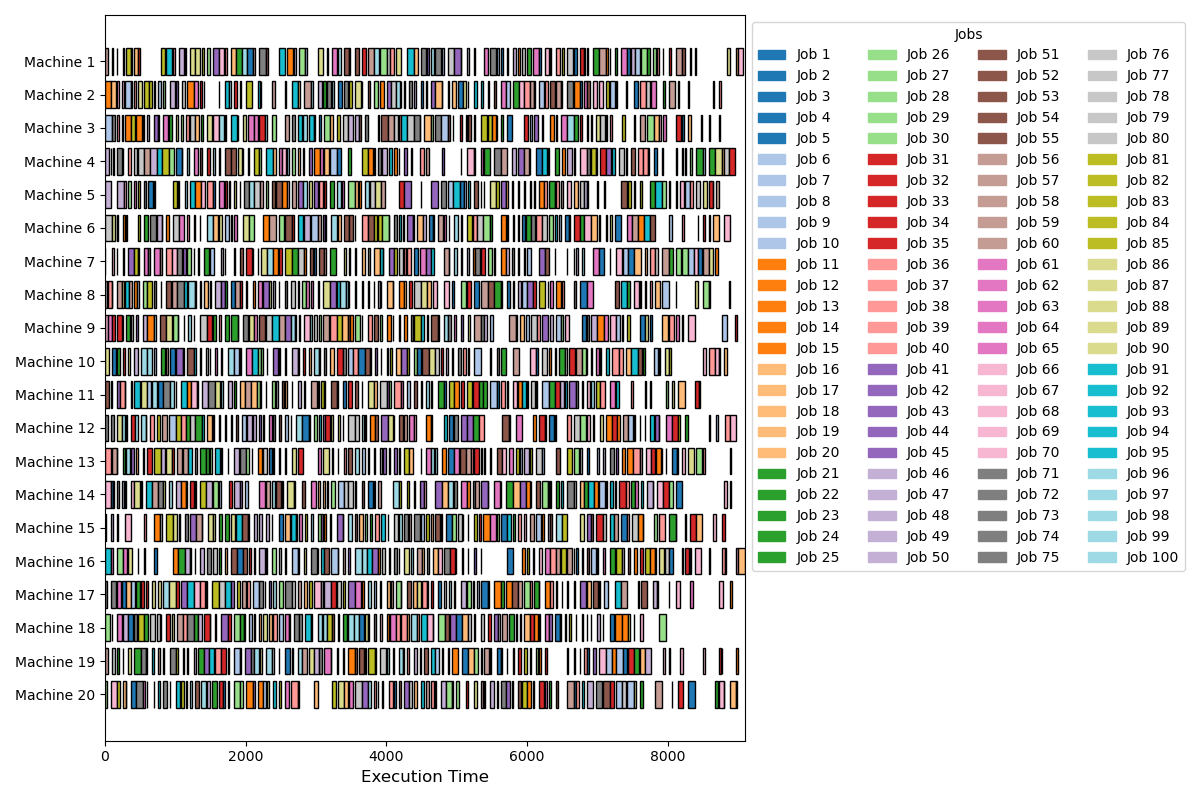 Jobs
Machine 1
Machine 2
Machine 3
Machine 4
Machine 5
Machine 6
Machine 7
Machine 8
Machine 9
Machine 10
Machine 11
Machine 12
Machine 13
Machine 14
Machine 15
Machine 16
Machine 17
Machine 18
Machine 19
Machine 20
0 2000 4000 6000 8000
Execution Time
Job 1 Job 26 Job 51 Job 76
Job 2 Job 27 Job 52 Job 77
Job 3 Job 28 Job 53 Job 78
Job 4 Job 29 Job 54 Job 79
Job 5 Job 30 Job 55 Job 80
Job 6 Job 31 Job 56 Job 81
Job 7 Job 32 Job 57 Job 82
Job 8 Job 33 Job 58 Job 83
Job 9 Job 34 Job 59 Job 84
Job 10 Job 35 Job 60 Job 85
Job 11 Job 36 Job 61 Job 86
Job 12 Job 37 Job 62 Job 87
Job 13 Job 38 Job 63 Job 88
Job 14 Job 39 Job 64 Job 89
Job 15 Job 40 Job 65 Job 90
Job 16 Job 41 Job 66 Job 91
Job 17 Job 42 Job 67 Job 92
Job 18 Job 43 Job 68 Job 93
Job 19 Job 44 Job 69 Job 94
Job 20 Job 45 Job 70 Job 95
Job 21 Job 46 Job 71 Job 96
Job 22 Job 47 Job 72 Job 97
Job 23 Job 48 Job 73 Job 98
Job 24 Job 49 Job 74 Job 99
Job 25 Job 50 Job 75 Job 100